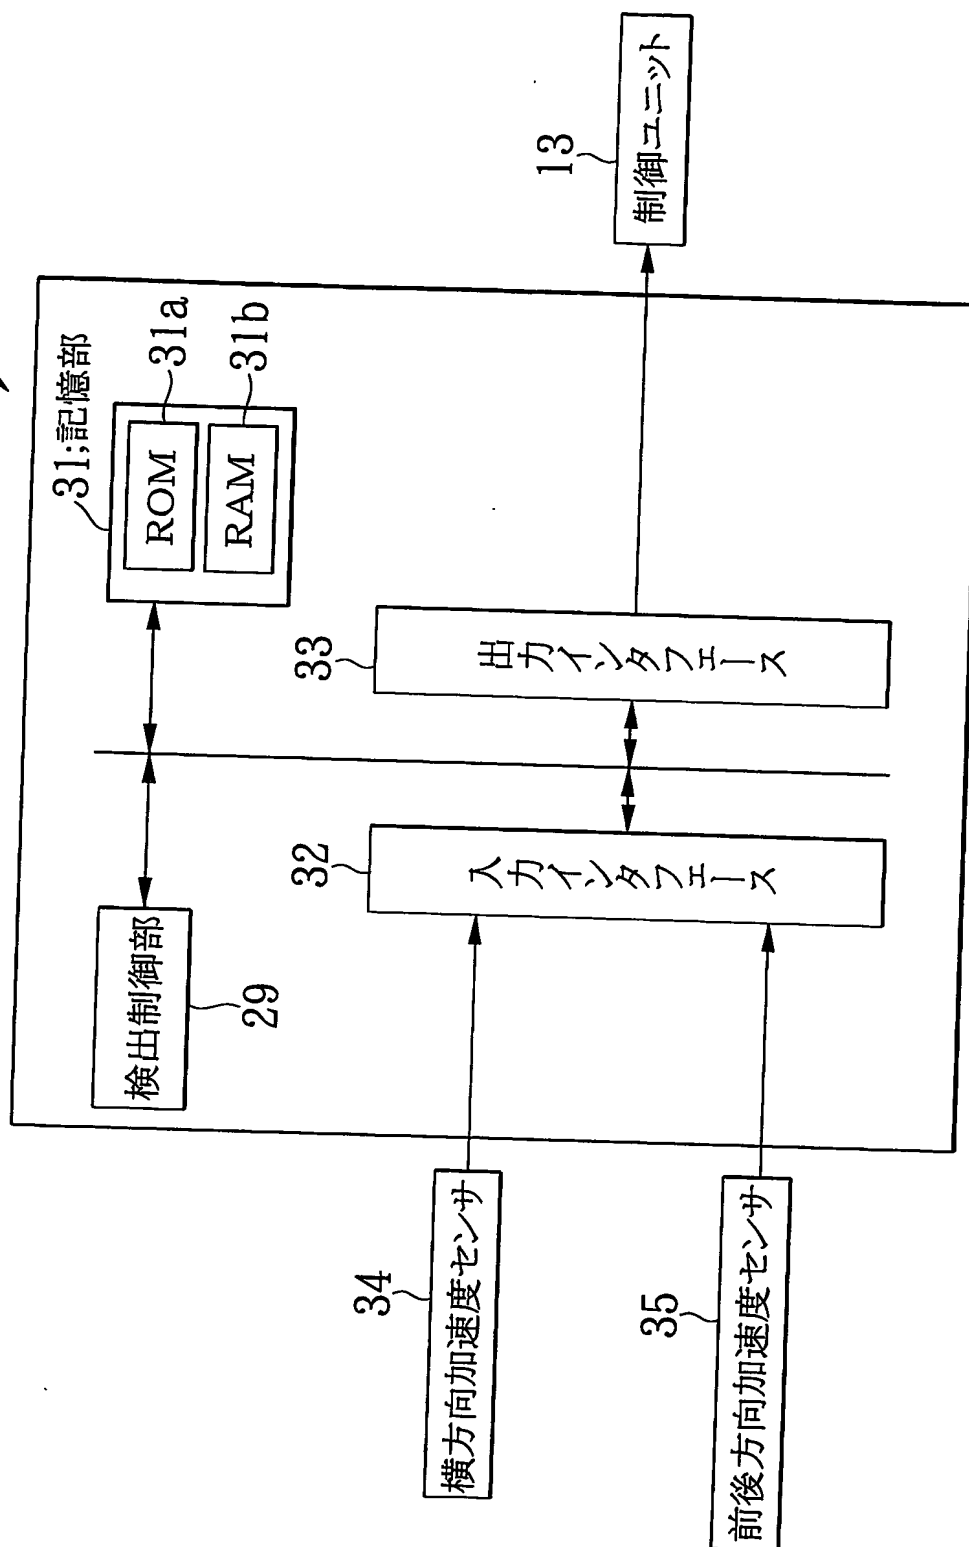 31;記憶部
ROM
31a
RAM
31b
検出制御部
29
33
出力インタフェース
32
入力インタフェース
13
制御ユニット
34
横方向加速度センサ
35
前後方向加速度センサ